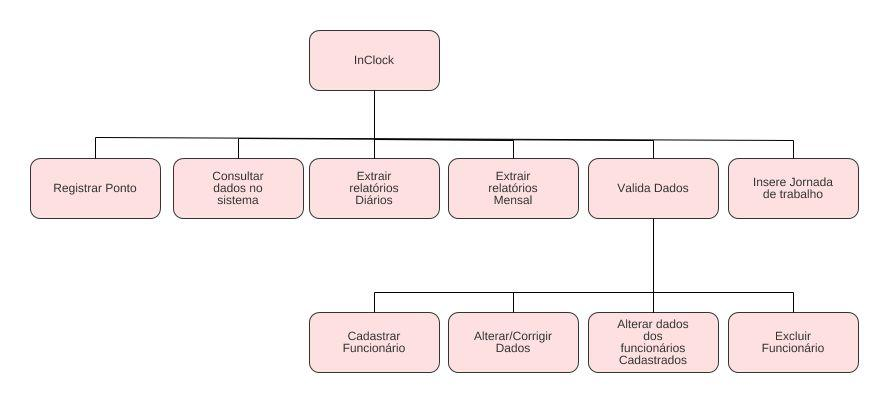 InClock
Registrar Ponto
Consultar
dados no
sistema
Extrair
relatórios
Diários
Extrair
relatórios
Mensal
Valida Dados
Insere Jornada
de trabalho
Cadastrar
Funcionário
Alterar/Corrigir
Dados
Alterar dados
dos
funcionários
Cadastrados
Excluir
Funcionário